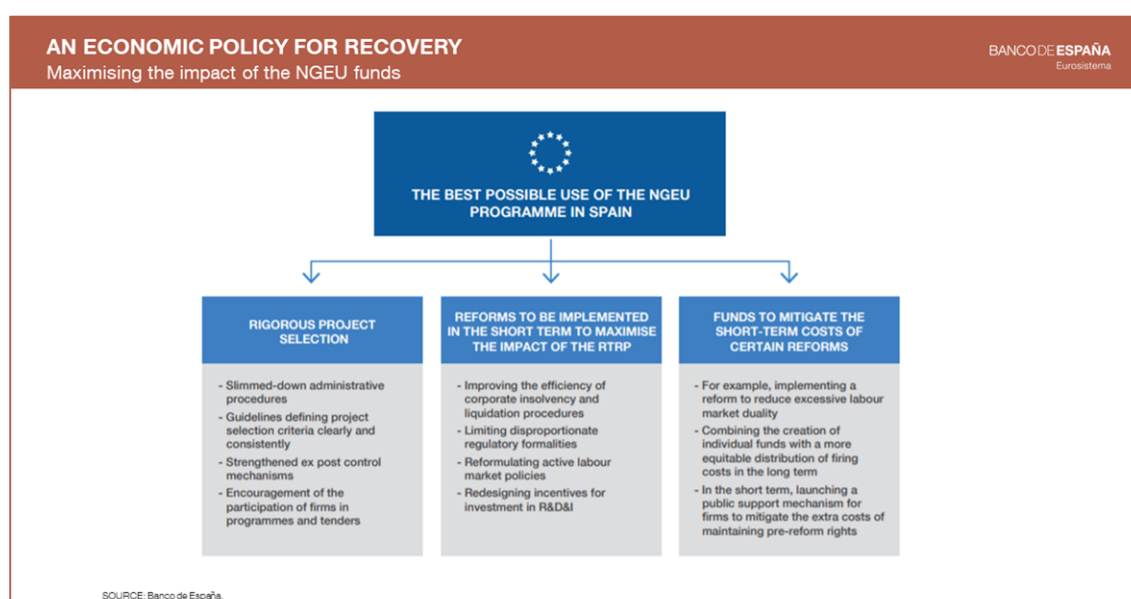 AN ECONOMIC POLICY FOR RECOVERY
Maximising the impact of the NGEU funds
BANCO DE ESPAÑA
Eurosistema
THE BEST POSSIBLE USE OF THE NGEU
PROGRAMME IN SPAIN
RIGOROUS PROJECT
SELECTION
- Slimmed-down administrative
procedures
- Guidelines defining project
selection criteria clearly and
consistently
- Strengthened ex post control
mechanisms
- Encouragement of the
participation of firms in
programmes and tenders
REFORMS TO BE IMPLEMENTED
IN THE SHORT TERM TO MAXIMISE
THE IMPACT OF THE RTRP
- Improving the efficiency of
corporate insolvency and
liquidation procedures
- Limiting disproportionate
regulatory formalities
- Reformulating active labour
market policies
- Redesigning incentives for
investment in R&D&I
FUNDS TO MITIGATE THE
SHORT-TERM COSTS OF
CERTAIN REFORMS
- For example, implementing a
reform to reduce excessive labour
market duality
- Combining the creation of
individual funds with a more
equitable distribution of firing
costs in the long term
- In the short term, launching a
public support mechanism for
firms to mitigate the extra costs of
maintaining pre-reform rights
SOURCE: Banco de España.